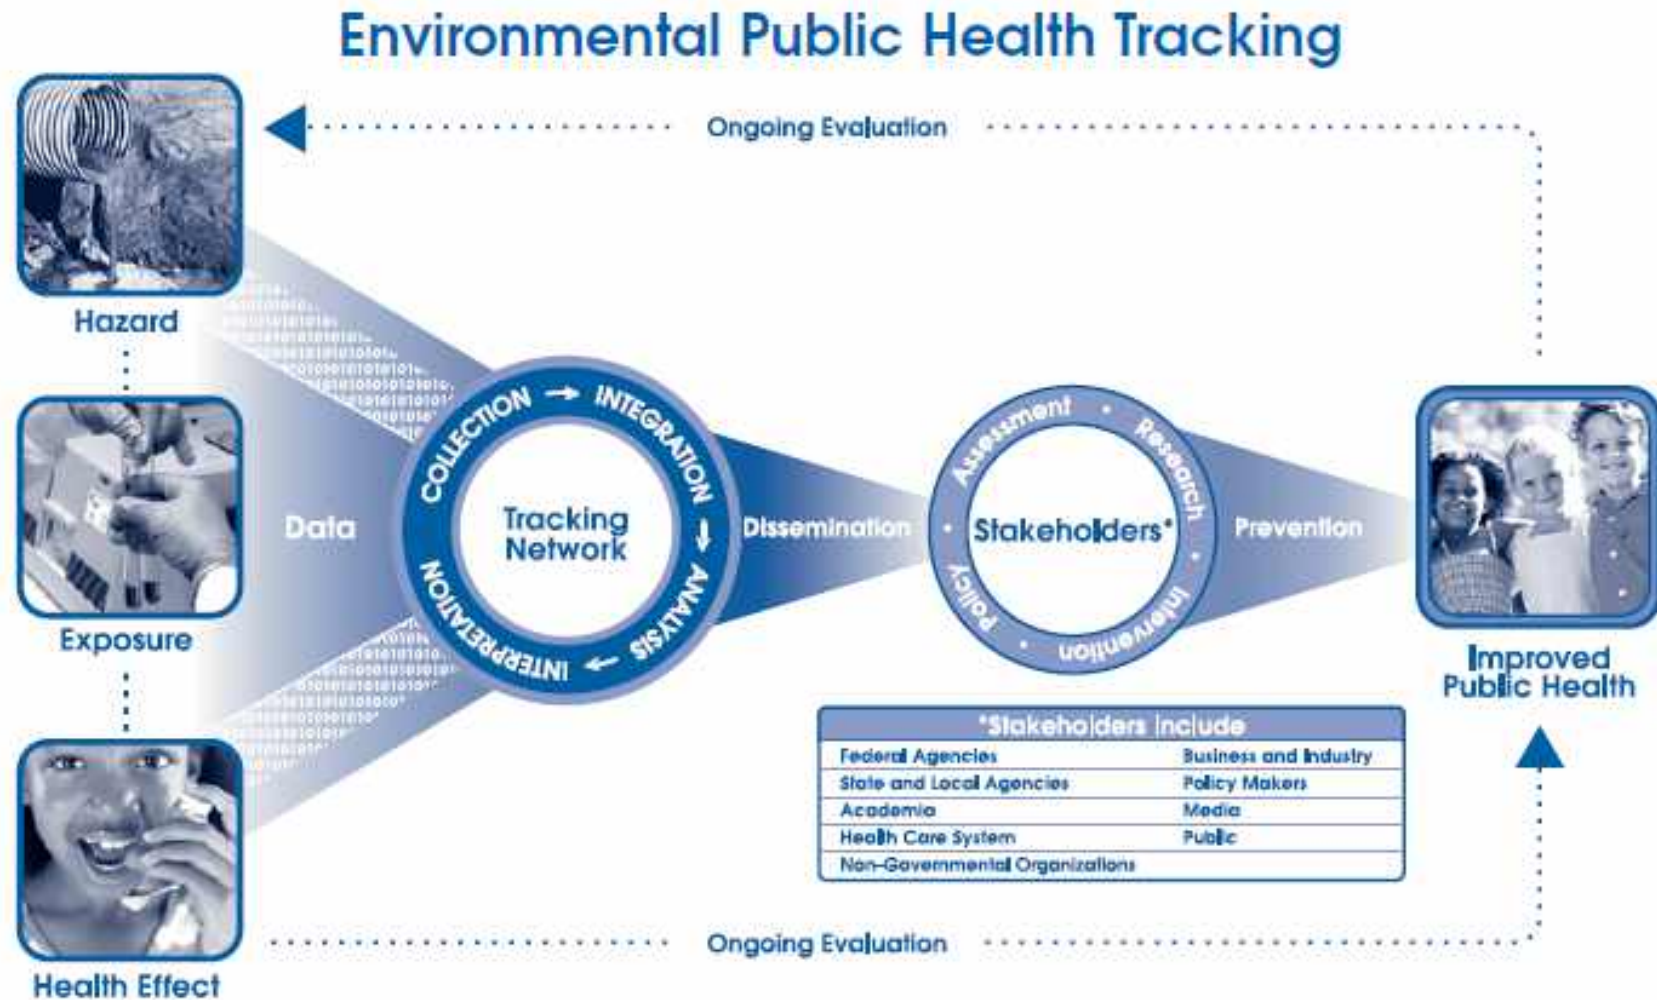 Environmental Public Health Tracking
Ongoing Evaluation
Hazard
Exposure
Health Effect
Data
COLLECTION → INTEGRATION → ANALYSIS → INTERPRETATION
Tracking
Network
Dissemination
Assessment • Research • Intervention • Policy •
Stakeholders*
Prevention
Improved
Public Health
*Stakeholders Include
Federal Agencies
Business and Industry
State and Local Agencies
Policy Makers
Academia
Media
Health Care System
Public
Non-Governmental Organizations
Ongoing Evaluation